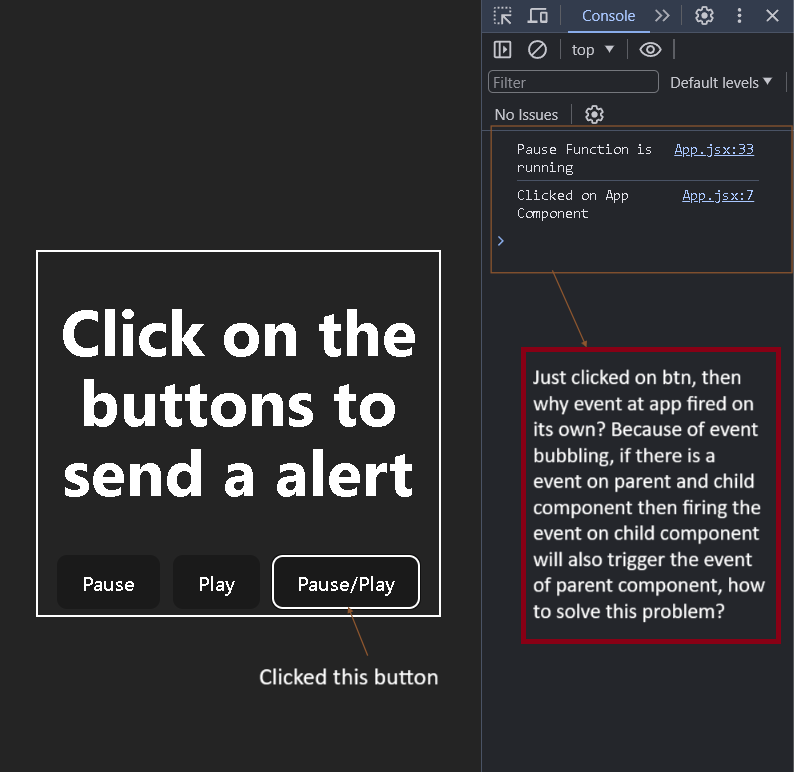 Console
top
Filter
Default levels
No Issues
Pause Function is App.jsx:33
running
Clicked on App App.jsx:7
Component
Click on the
buttons to
send a alert
Pause Play Pause/Play
Clicked this button
Just clicked on btn, then
why event at app fired on
its own? Because of event
bubbling, if there is a
event on parent and child
component then firing the
event on child component
will also trigger the event
of parent component, how
to solve this problem?